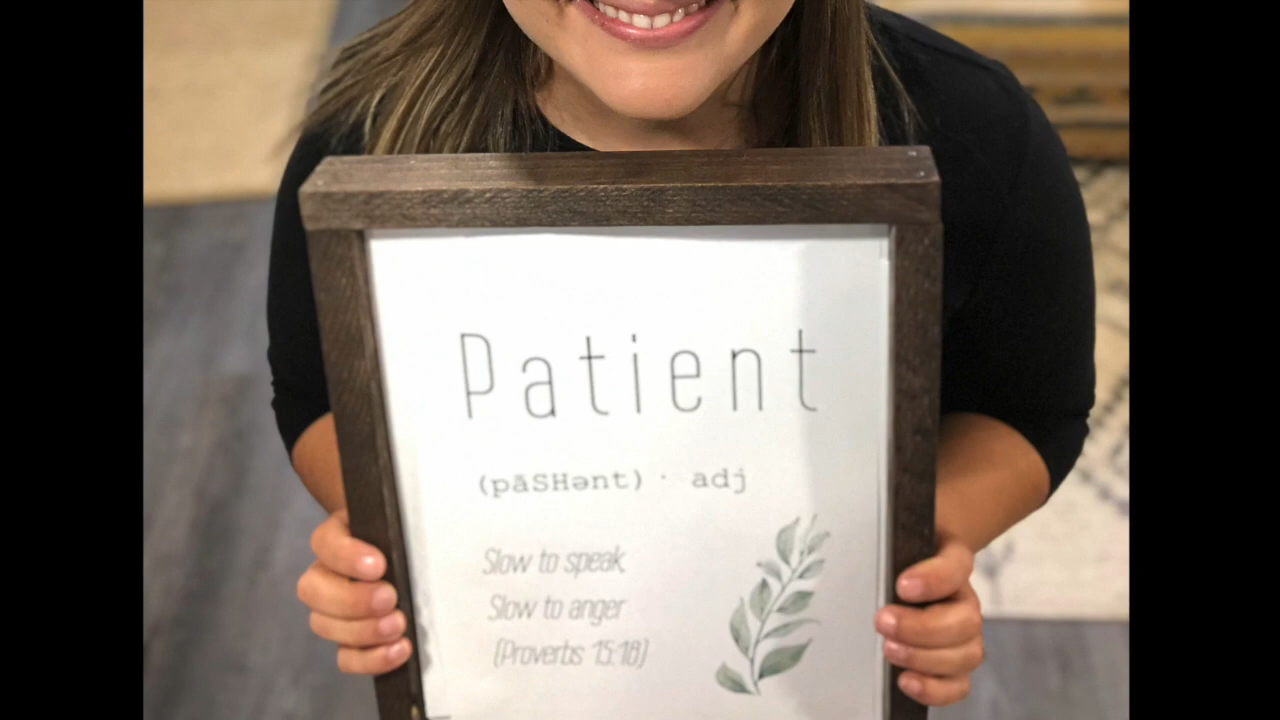 Patient
(pāSHənt) · adj
Slow to speak
Slow to anger
(Proverbs 15:18)